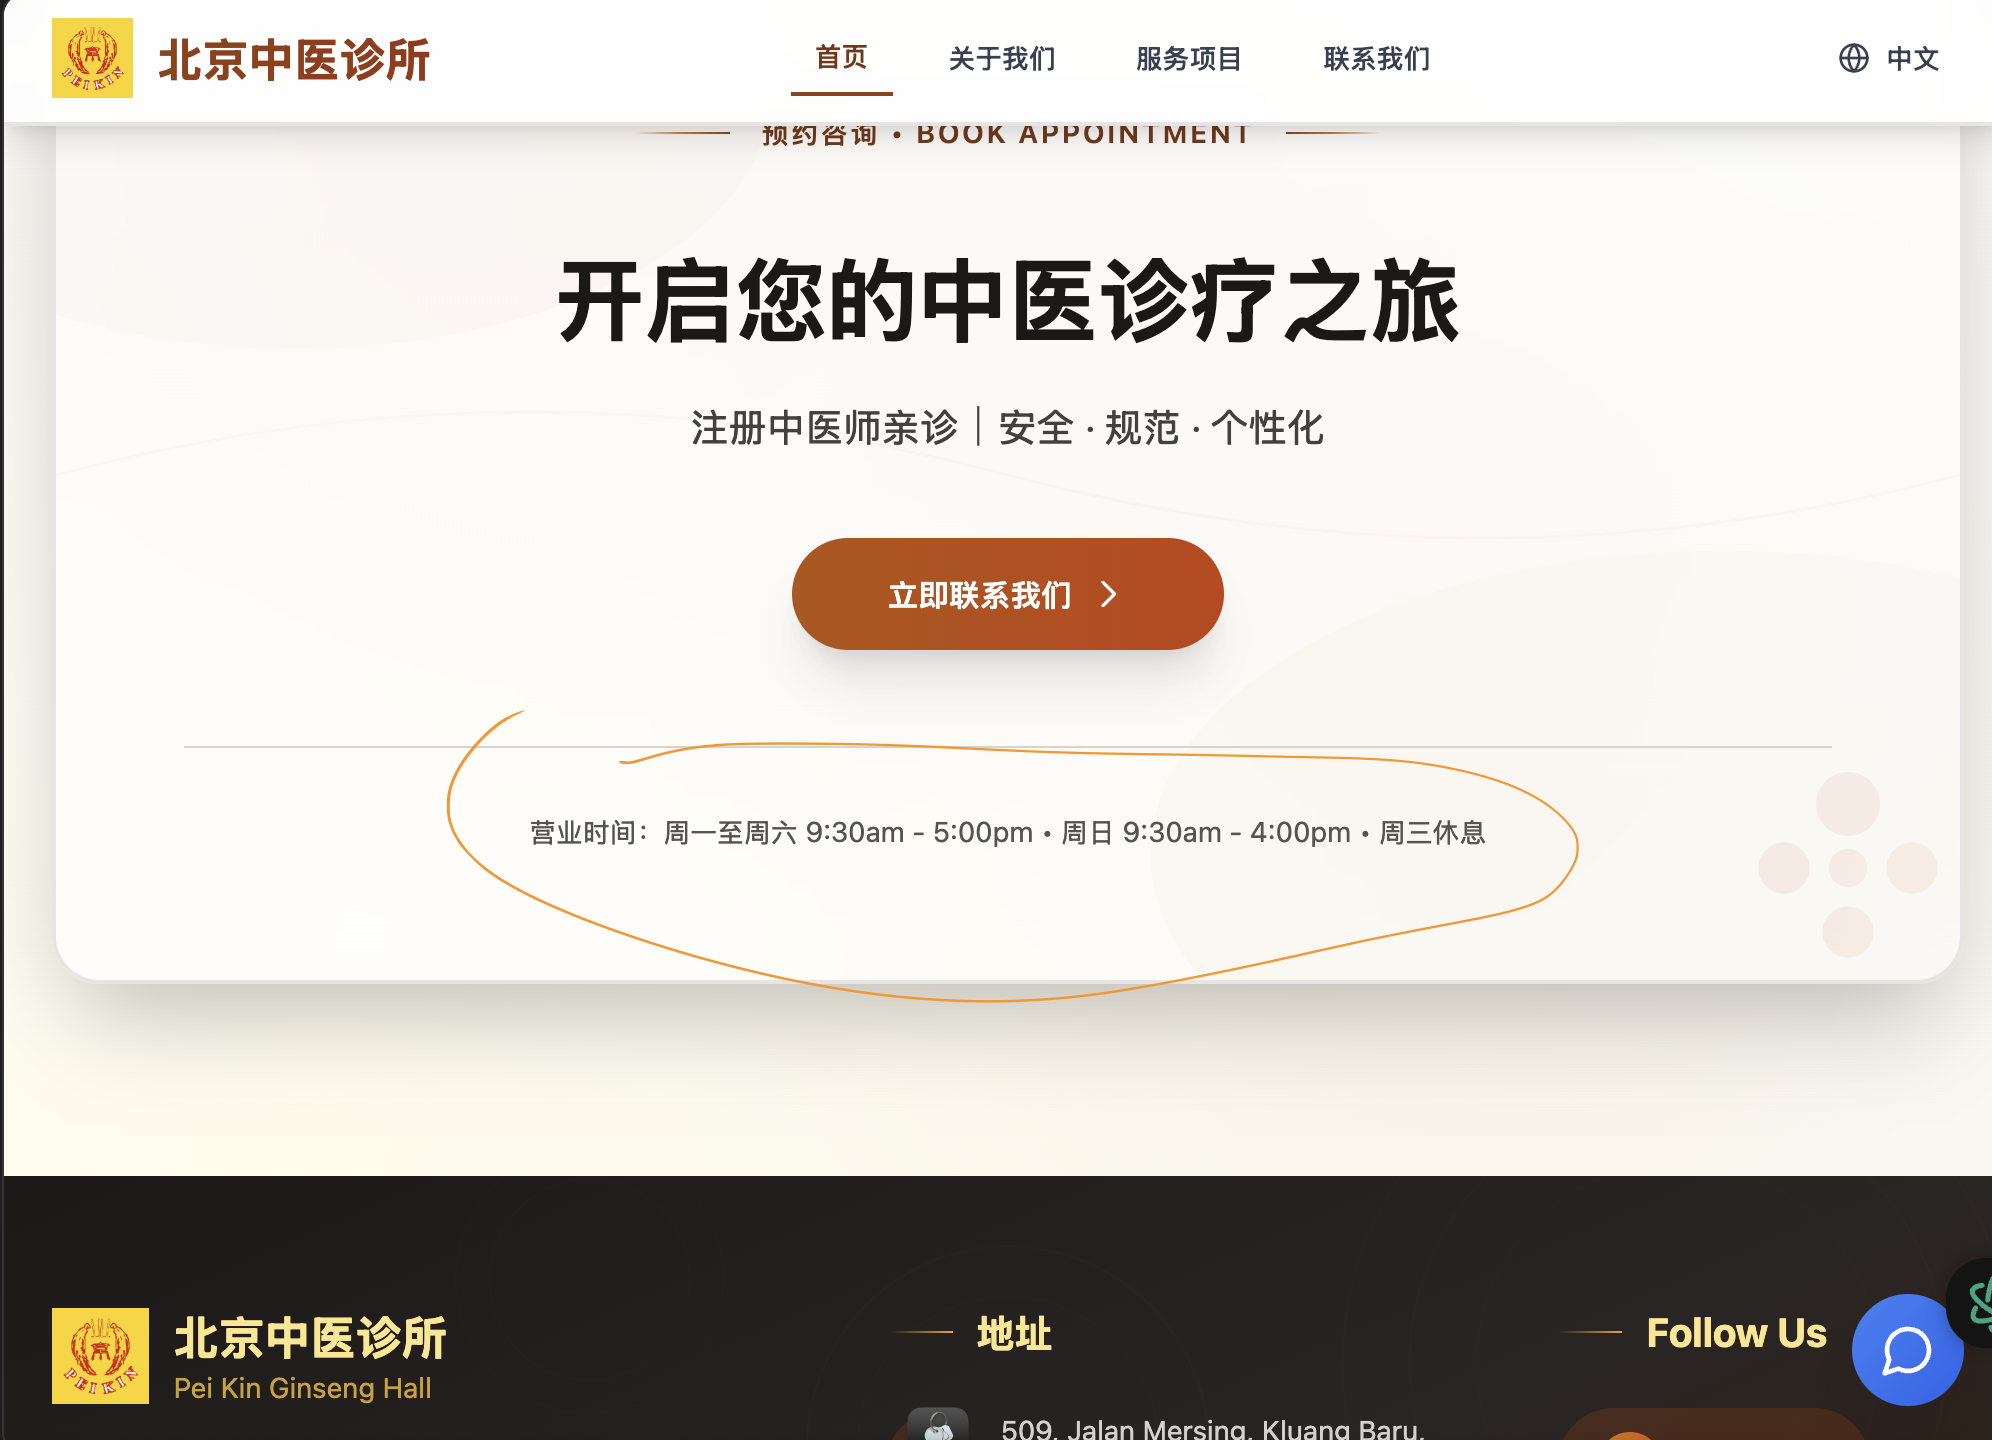 PEIKIN
北京中医诊所
首页
关于我们
服务项目
联系我们
中文
预约咨询 • BOOK APPOINTMENT
开启您的中医诊疗之旅
注册中医师亲诊｜安全 · 规范 · 个性化
立即联系我们
营业时间：周一至周六 9:30am - 5:00pm • 周日 9:30am - 4:00pm • 周三休息
PEIKIN
北京中医诊所
Pei Kin Ginseng Hall
地址
509, Jalan Mersing, Kluang Baru,
Follow Us